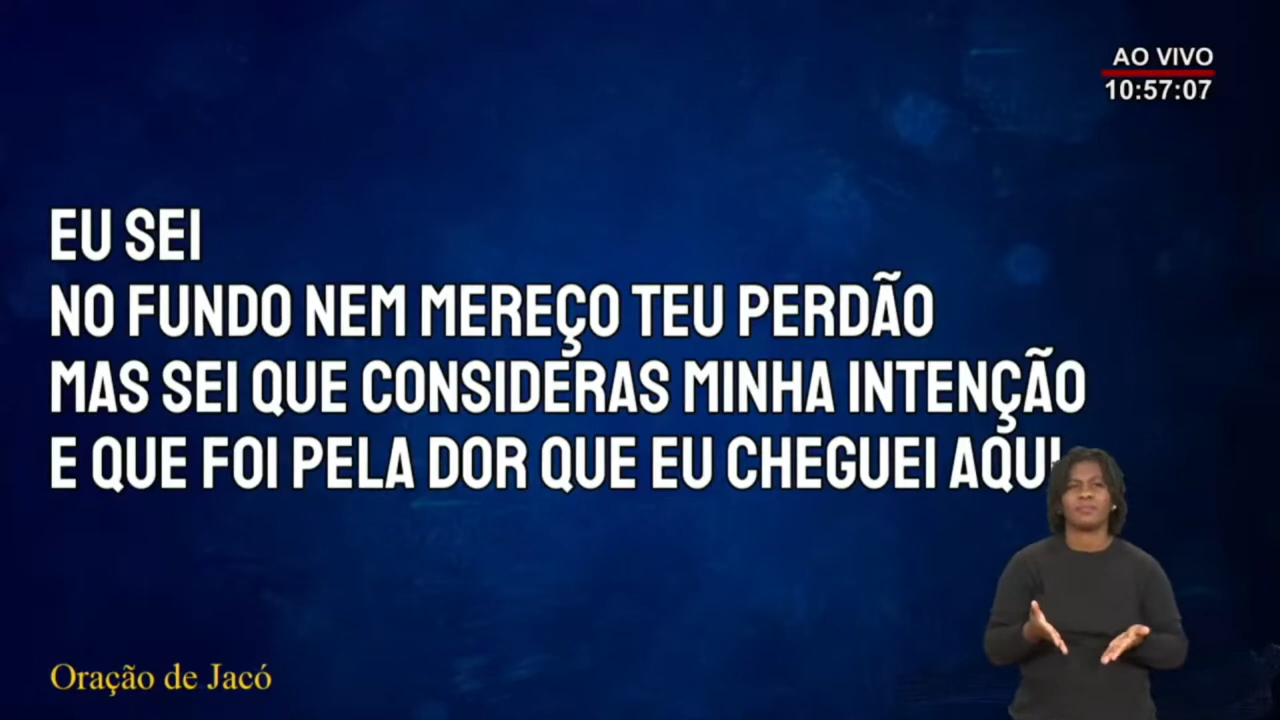 AO VIVO
10:57:07
EU SEI
NO FUNDO NEM MEREÇO TEU PERDÃO
MAS SEI QUE CONSIDERAS MINHA INTENÇÃO
E QUE FOI PELA DOR QUE EU CHEGUEI AQUI
Oração de Jacó